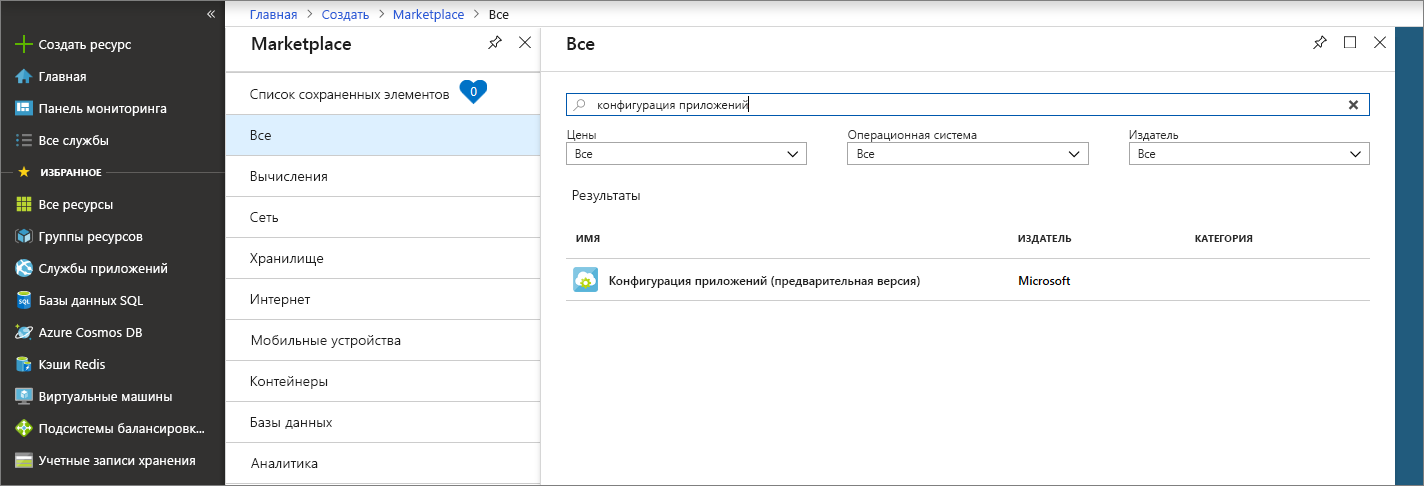 «
Создать ресурс
Главная
Панель мониторинга
Все службы
ИЗБРАННОЕ
Все ресурсы
Группы ресурсов
Службы приложений
Базы данных SQL
Azure Cosmos DB
Кэши Redis
Виртуальные машины
Подсистемы балансировк...
Учетные записи хранения
Главная > Создать > Marketplace > Все
Marketplace
Список сохраненных элементов 0
Все
Вычисления
Сеть
Хранилище
Интернет
Мобильные устройства
Контейнеры
Базы данных
Аналитика
Все
конфигурация приложений
Цены Операционная система Издатель
Все Все Все
Результаты
ИМЯ ИЗДАТЕЛЬ КАТЕГОРИЯ
Конфигурация приложений (предварительная версия) Microsoft